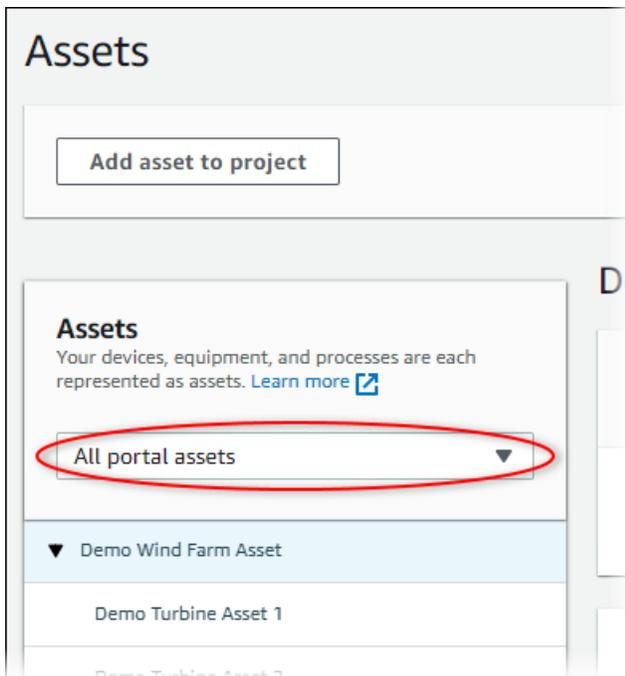 Assets
Add asset to project
D
Assets
Your devices, equipment, and processes are each
represented as assets. Learn more
All portal assets
Demo Wind Farm Asset
Demo Turbine Asset 1